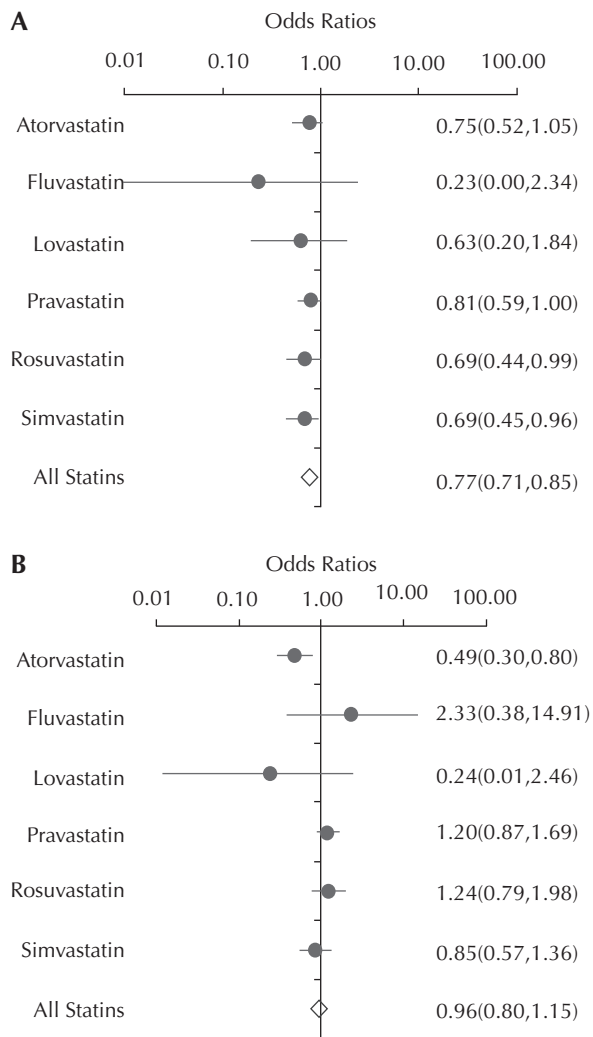 A
Odds Ratios
0.01 0.10 1.00 10.00 100.00
Atorvastatin 0.75(0.52,1.05)
Fluvastatin 0.23(0.00,2.34)
Lovastatin 0.63(0.20,1.84)
Pravastatin 0.81(0.59,1.00)
Rosuvastatin 0.69(0.44,0.99)
Simvastatin 0.69(0.45,0.96)
All Statins 0.77(0.71,0.85)
B
Odds Ratios
0.01 0.10 1.00 10.00 100.00
Atorvastatin 0.49(0.30,0.80)
Fluvastatin 2.33(0.38,14.91)
Lovastatin 0.24(0.01,2.46)
Pravastatin 1.20(0.87,1.69)
Rosuvastatin 1.24(0.79,1.98)
Simvastatin 0.85(0.57,1.36)
All Statins 0.96(0.80,1.15)